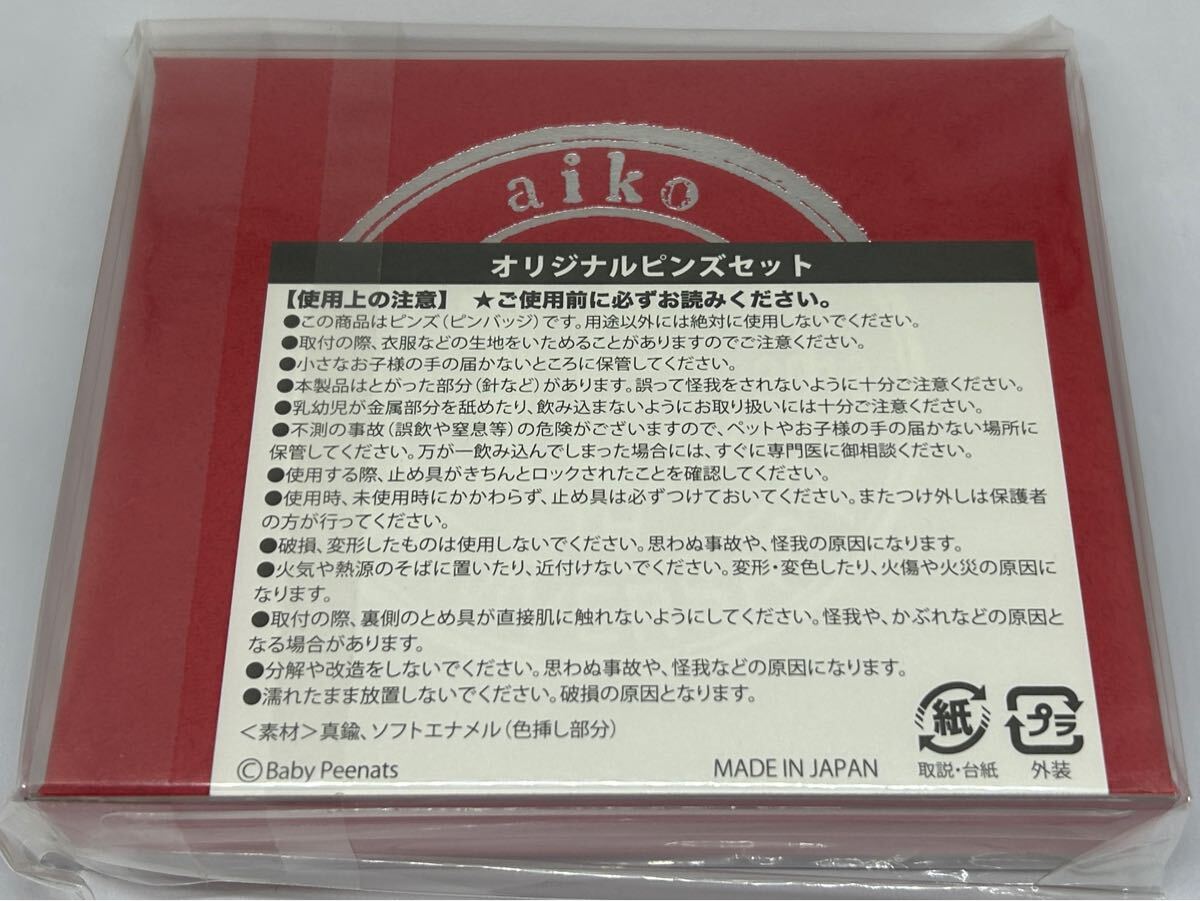 aiko
オリジナルピンズセット
【使用上の注意】 ★ご使用前に必ずお読みください。
●この商品はピンズ(ピンバッジ)です。用途以外には絶対に使用しないでください。
●取付の際、衣服などの生地をいためることがありますのでご注意ください。
●小さなお子様の手の届かないところに保管してください。
●本製品はとがった部分(針など)があります。誤って怪我をされないように十分ご注意ください。
●乳幼児が金属部分を舐めたり、飲み込まないようにお取り扱いには十分ご注意ください。
●不測の事故(誤飲や窒息等)の危険がございますので、ペットやお子様の手の届かない場所に
保管してください。万が一飲み込んでしまった場合には、すぐに専門医に御相談ください。
●使用する際、止め具がきちんとロックされたことを確認してください。
●使用時、未使用時にかかわらず、止め具は必ずつけておいてください。またつけ外しは保護者
の方が行ってください。
●破損、変形したものは使用しないでください。思わぬ事故や、怪我の原因になります。
●火気や熱源のそばに置いたり、近付けないでください。変形・変色したり、火傷や火災の原因に
なります。
●取付の際、裏側のとめ具が直接肌に触れないようにしてください。怪我や、かぶれなどの原因と
なる場合があります。
●分解や改造をしないでください。思わぬ事故や、怪我などの原因になります。
●濡れたまま放置しないでください。破損の原因となります。
<素材>真鍮、ソフトエナメル(色挿し部分)
©Baby Peenats MADE IN JAPAN
紙 プラ
取説・台紙 外装